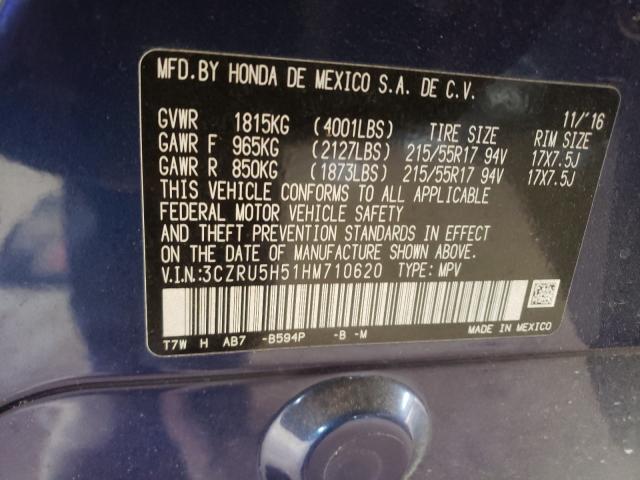 MFD.BY HONDA DE MEXICO S.A. DE C.V.
11/'16
GVWR 1815KG (4001LBS) TIRE SIZE RIM SIZE
GAWR F 965KG (2127LBS) 215/55R17 94V 17X7.5J
GAWR R 850KG (1873LBS) 215/55R17 94V 17X7.5J
THIS VEHICLE CONFORMS TO ALL APPLICABLE
FEDERAL MOTOR VEHICLE SAFETY
AND THEFT PREVENTION STANDARDS IN EFFECT
ON THE DATE OF MANUFACTURE SHOWN ABOVE.
V.I.N:3CZRU5H51HM710620 TYPE: MPV
T7W H AB7 -B594P -B -M
MADE IN MEXICO